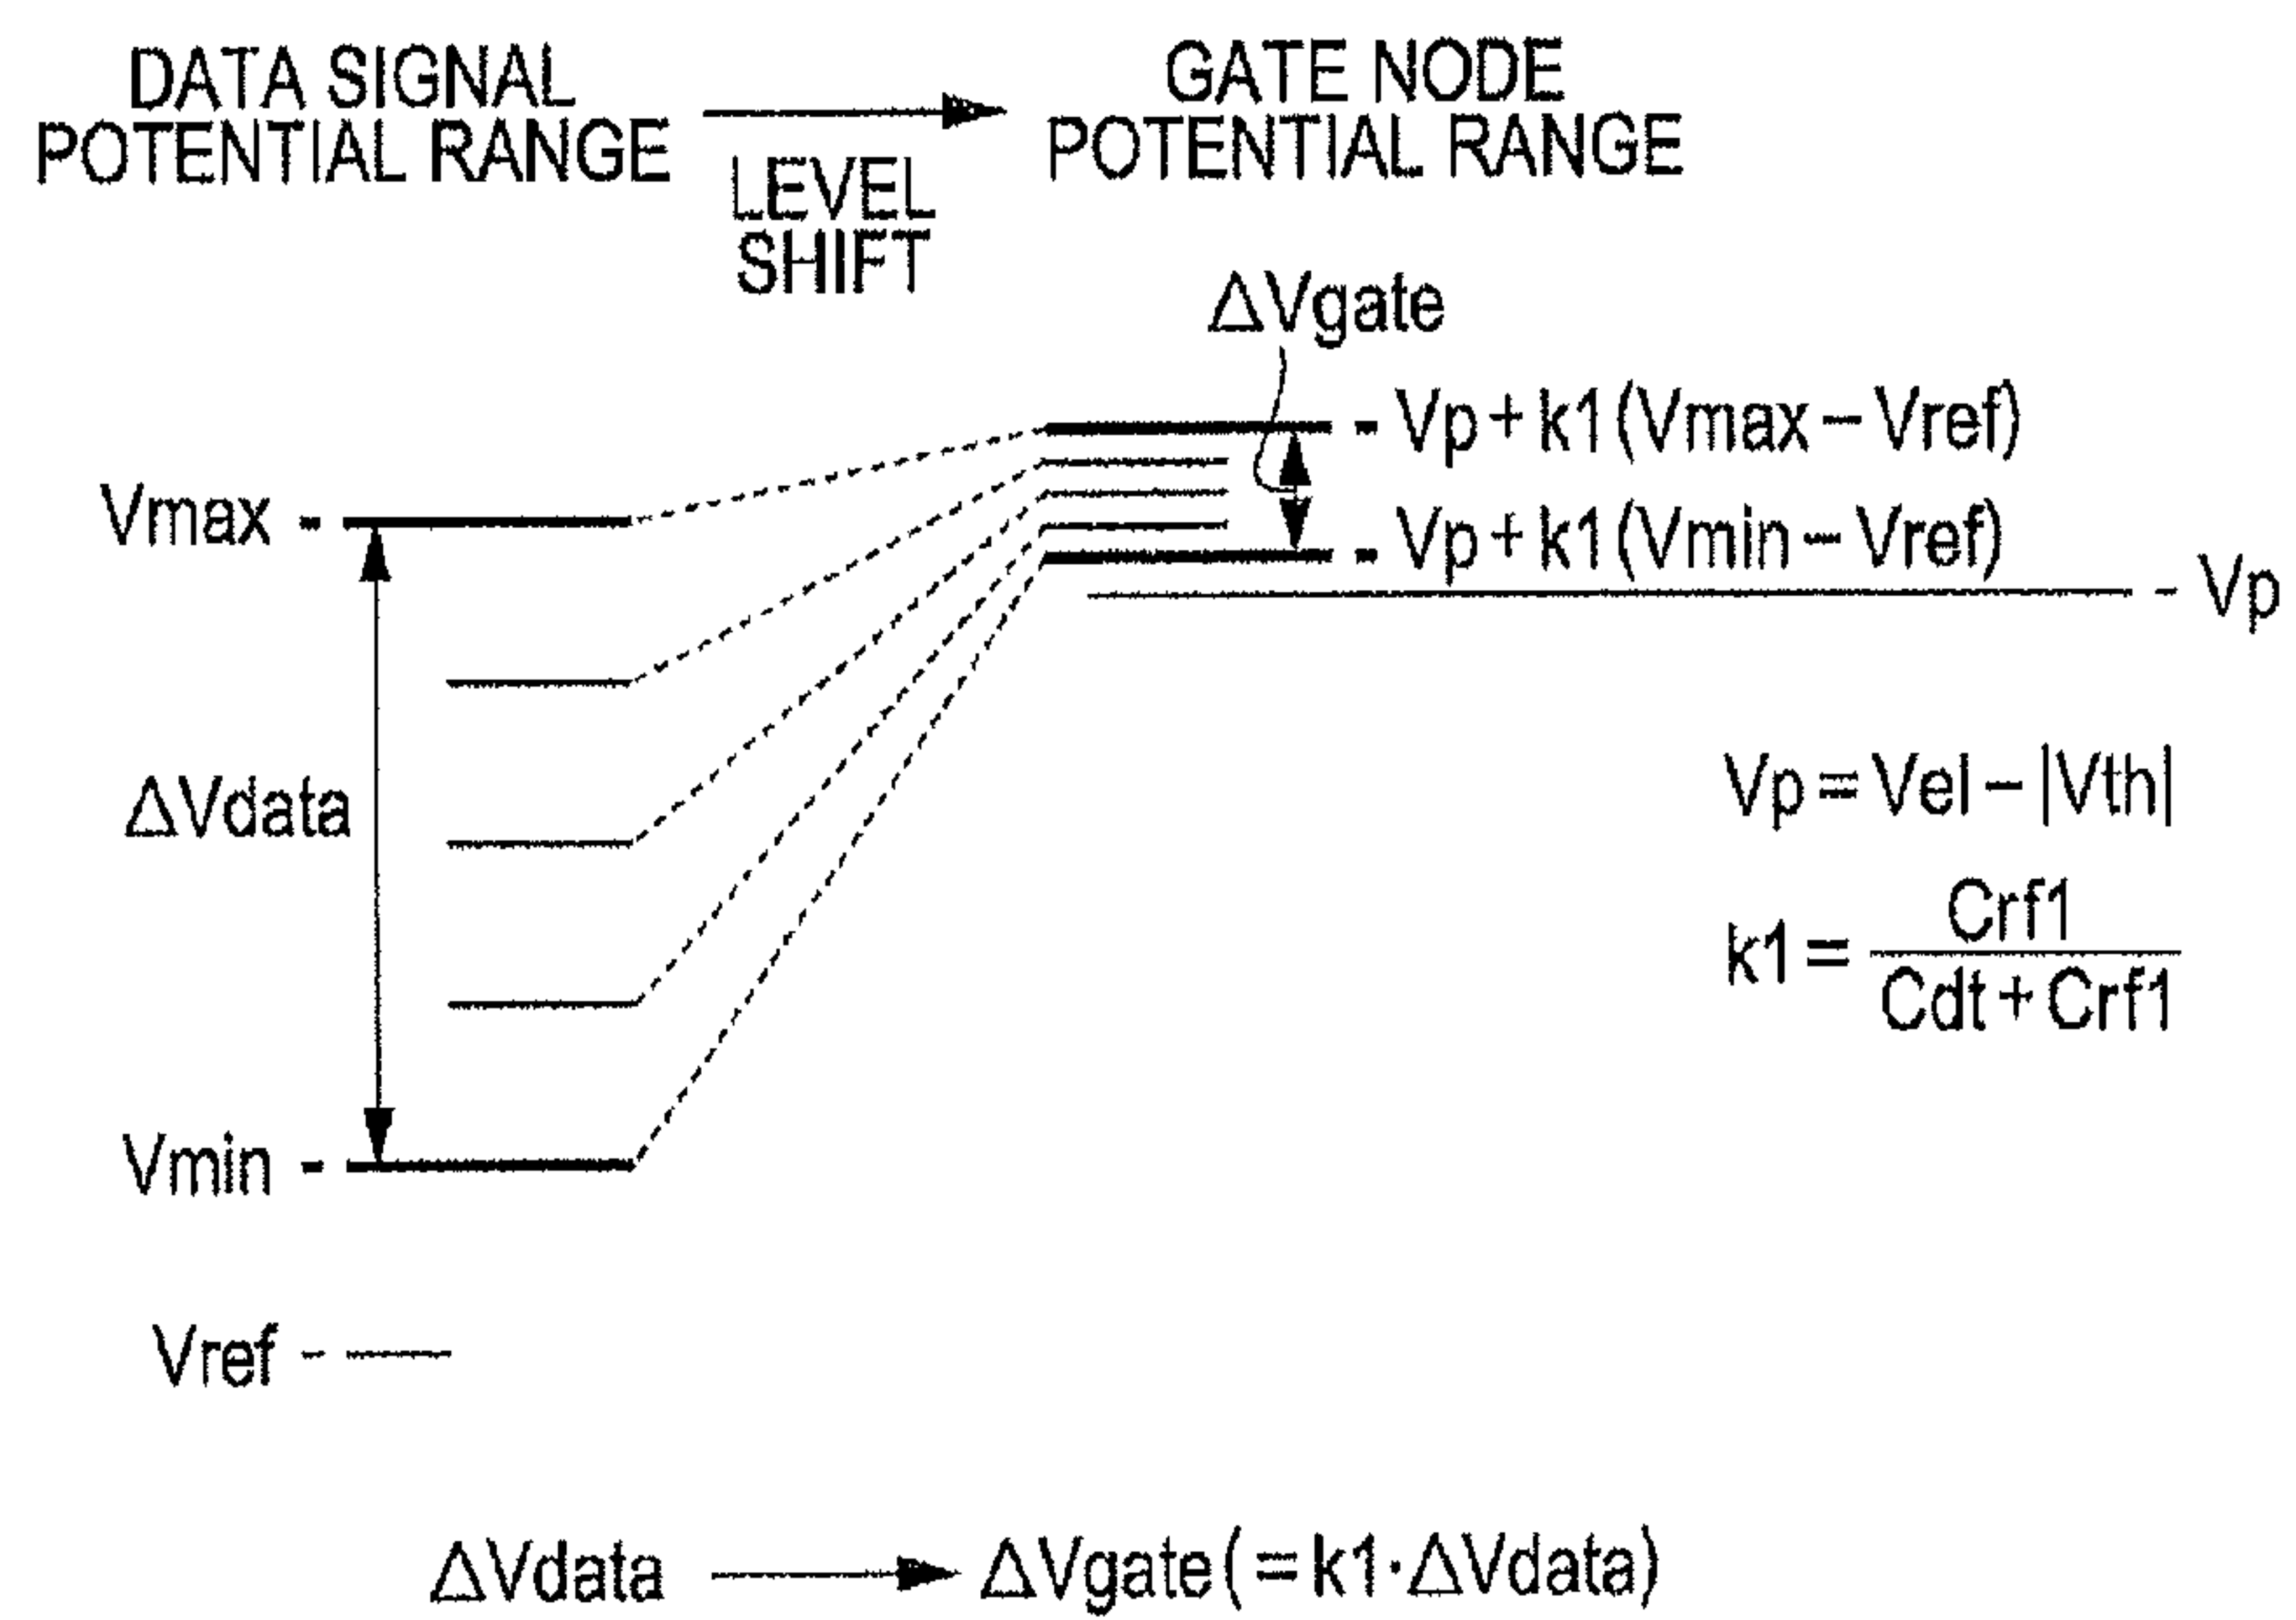 DATA SIGNAL
POTENTIAL RANGE
LEVEL
SHIFT
GATE NODE
POTENTIAL RANGE
ΔVgate
Vp + k1 (Vmax − Vref)
Vmax
Vp + k1 (Vmin − Vref)
Vp
ΔVdata
Vp = Vel − |Vth|
k1 = Crf1
Cdt + Crf1
Vmin
Vref
ΔVdata → ΔVgate (= k1·ΔVdata)